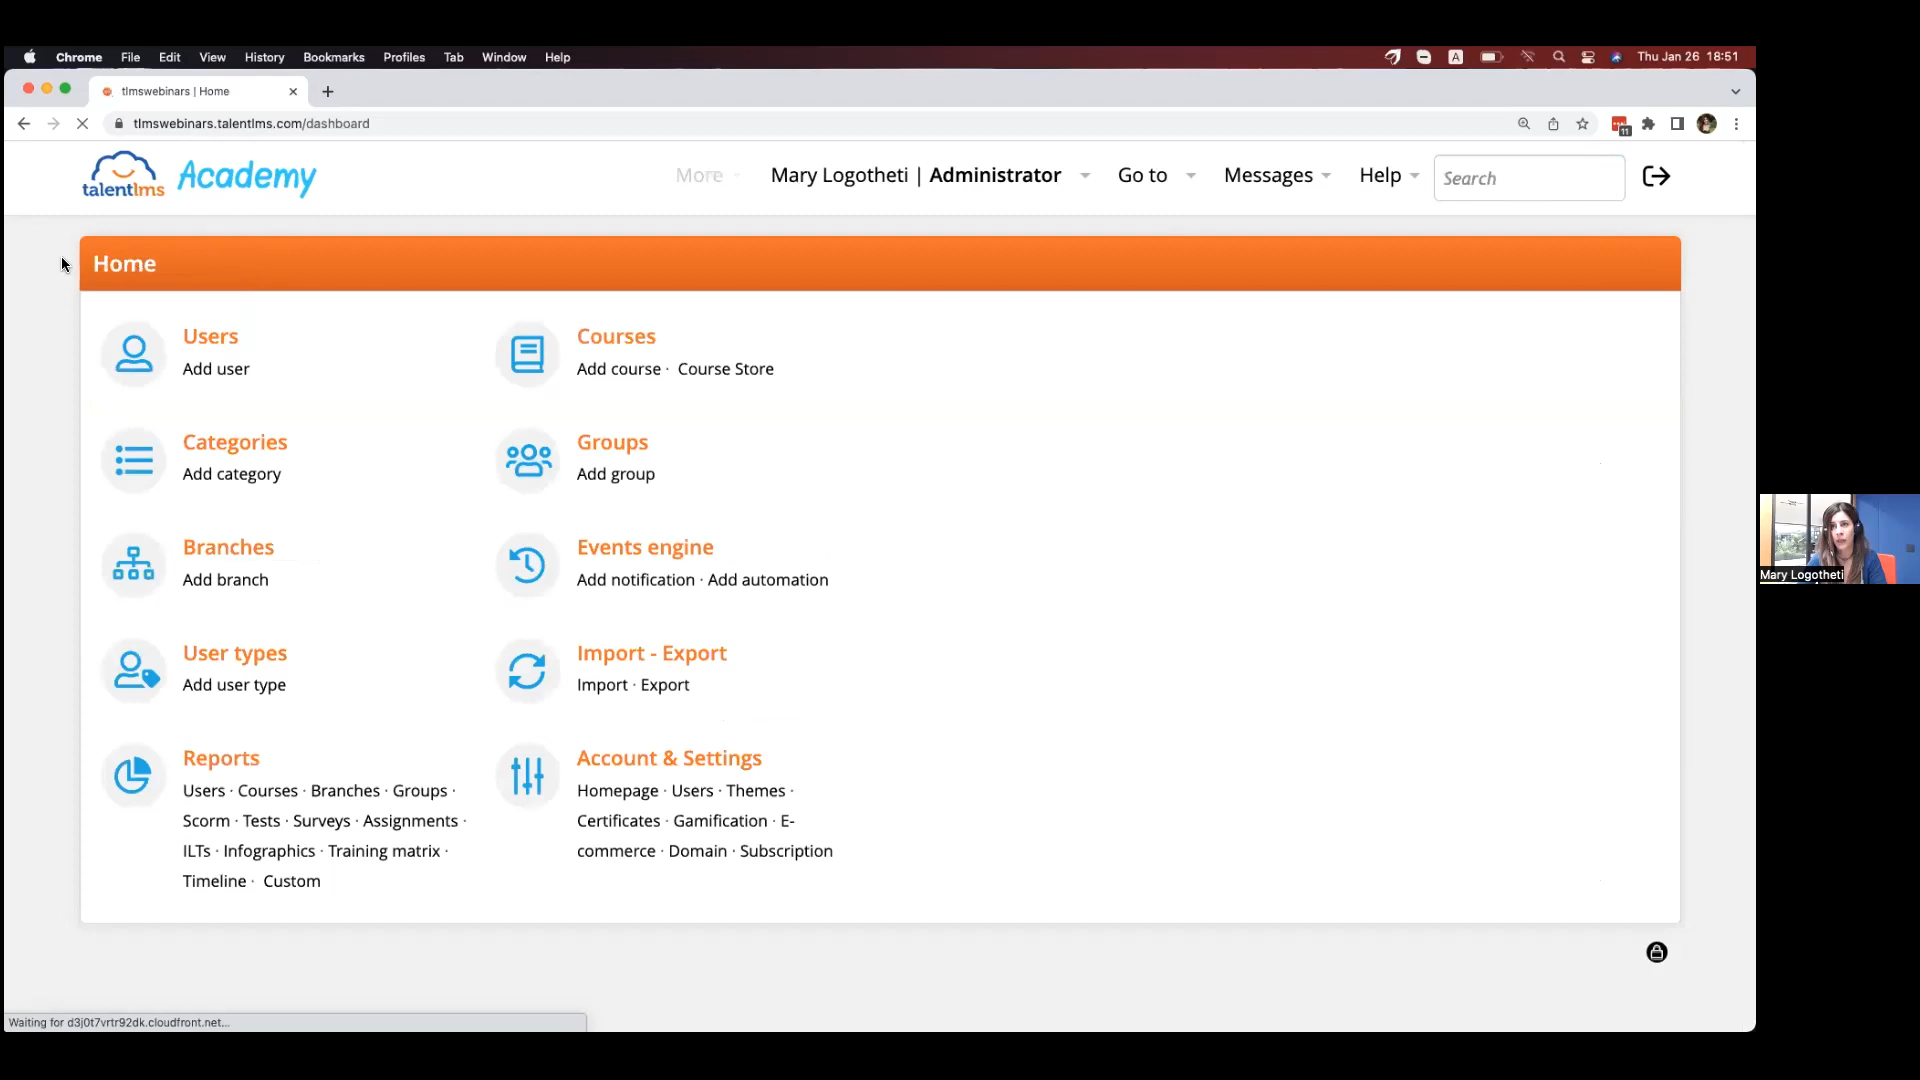 Chrome File Edit View History Bookmarks Profiles Tab Window Help
A
Thu Jan 26 18:51
tlmswebinars | Home
tlmswebinars.talentlms.com/dashboard
11
talentlms Academy
More
Mary Logotheti | Administrator
Go to
Messages
Help
Search
Home
Users
Add user
Courses
Add course · Course Store
Categories
Add category
Groups
Add group
Branches
Add branch
Events engine
Add notification · Add automation
User types
Add user type
Import - Export
Import · Export
Reports
Users · Courses · Branches · Groups ·
Scorm · Tests · Surveys · Assignments ·
ILTs · Infographics · Training matrix ·
Timeline · Custom
Account & Settings
Homepage · Users · Themes ·
Certificates · Gamification · E-
commerce · Domain · Subscription
Mary Logotheti
Waiting for d3j0t7vrtr92dk.cloudfront.net...